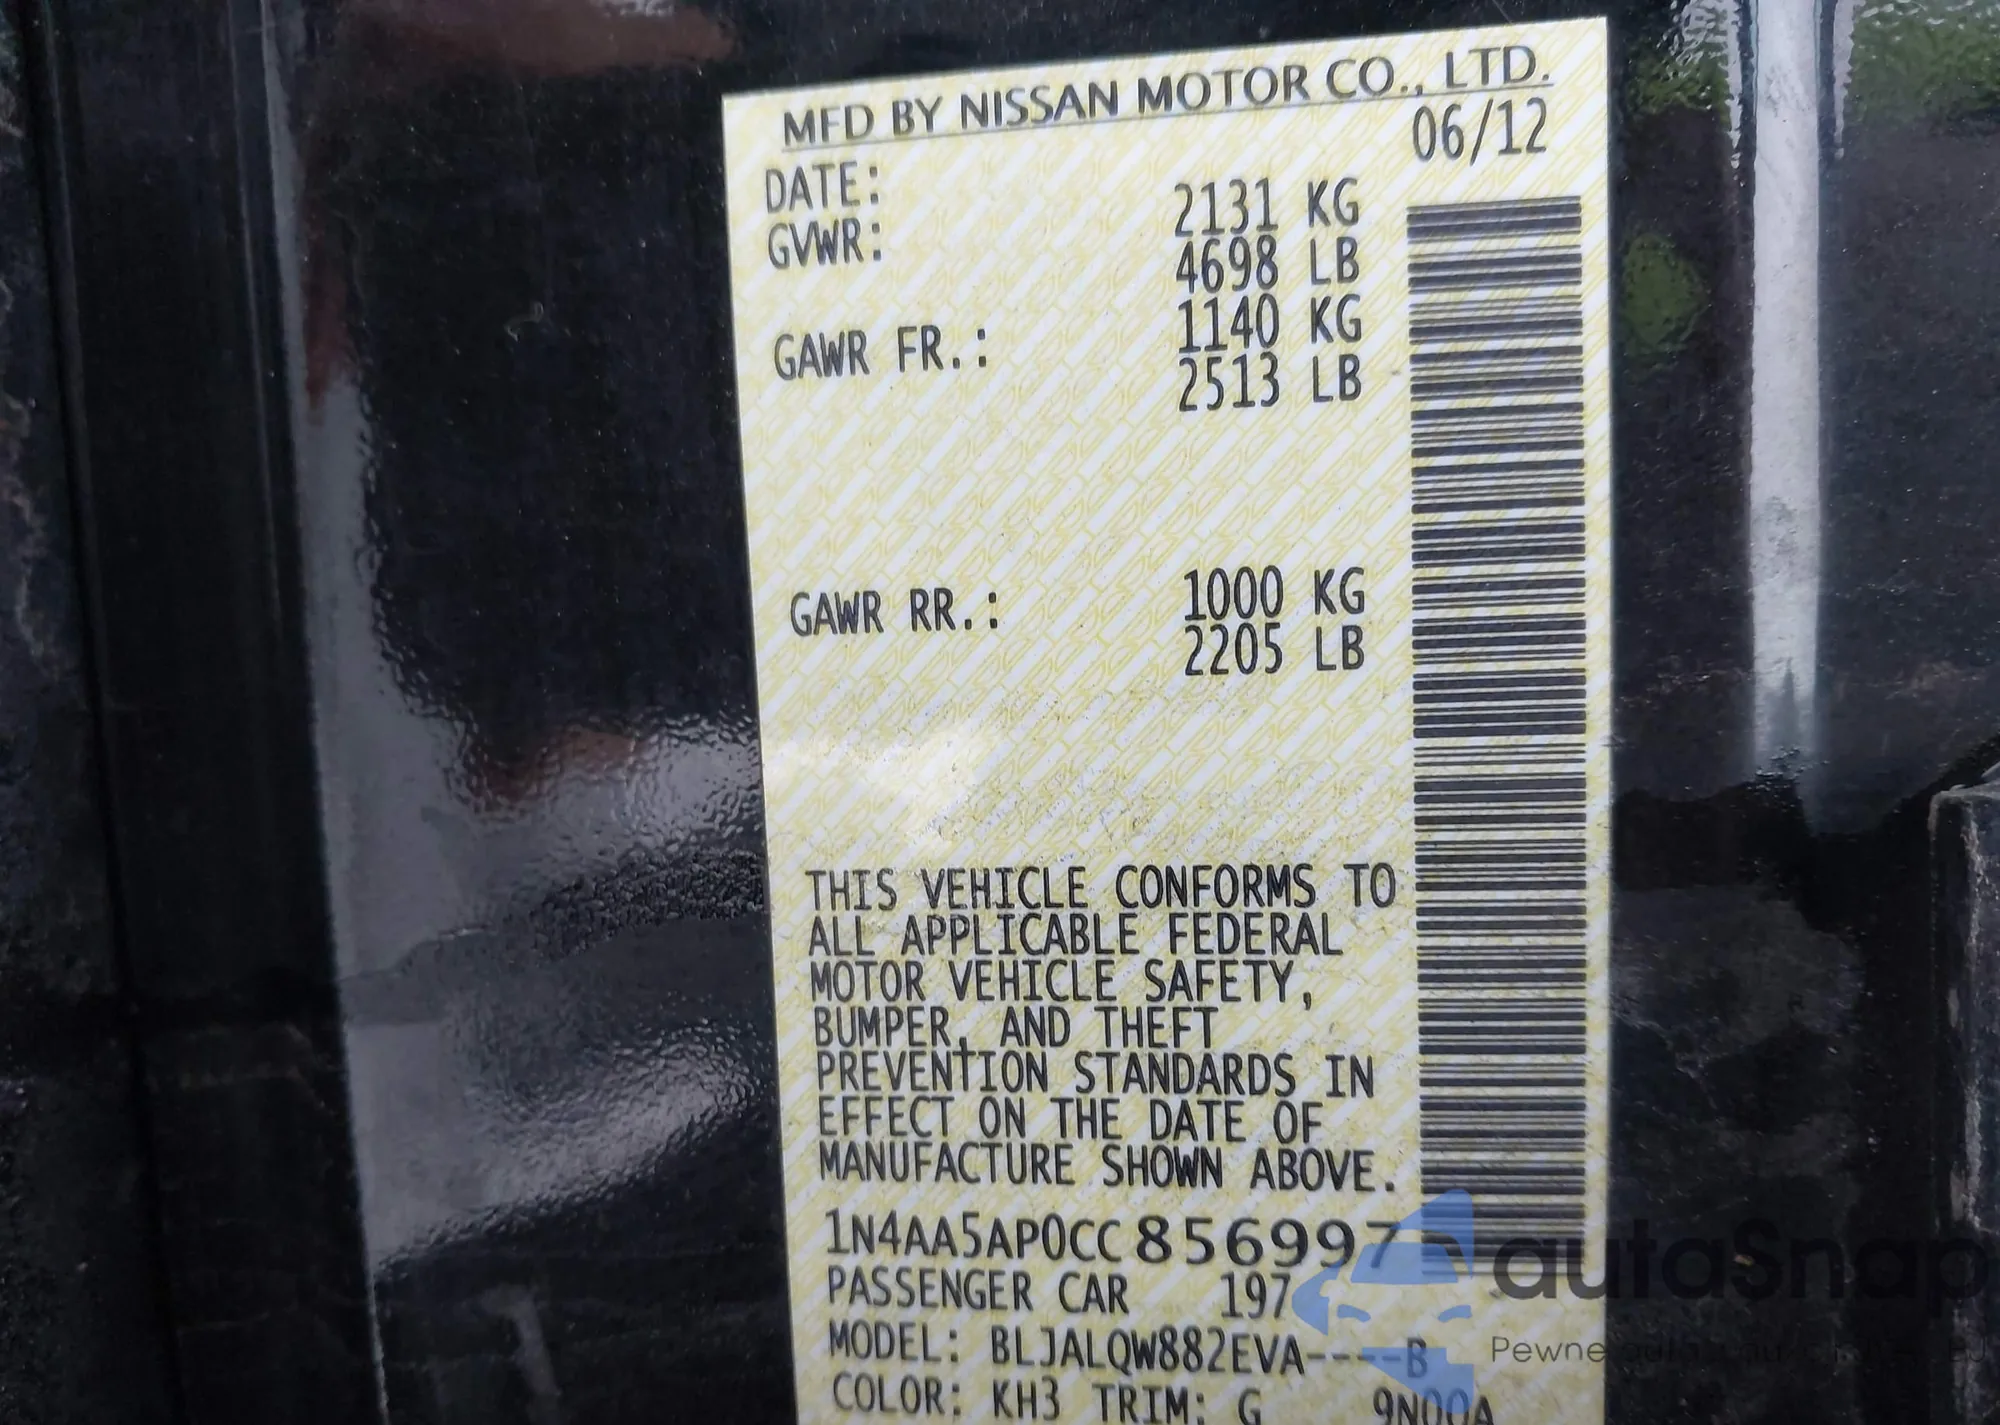 MFD BY NISSAN MOTOR CO., LTD.
DATE: 06/12
GVWR: 2131 KG
4698 LB
GAWR FR.: 1140 KG
2513 LB
GAWR RR.: 1000 KG
2205 LB
THIS VEHICLE CONFORMS TO
ALL APPLICABLE FEDERAL
MOTOR VEHICLE SAFETY,
BUMPER, AND THEFT
PREVENTION STANDARDS IN
EFFECT ON THE DATE OF
MANUFACTURE SHOWN ABOVE.
1N4AA5AP0CC856997
PASSENGER CAR 197
MODEL: BLJALQW882EVA----B
COLOR: KH3 TRIM: G 9N00A
autaSnap
Pewne auta